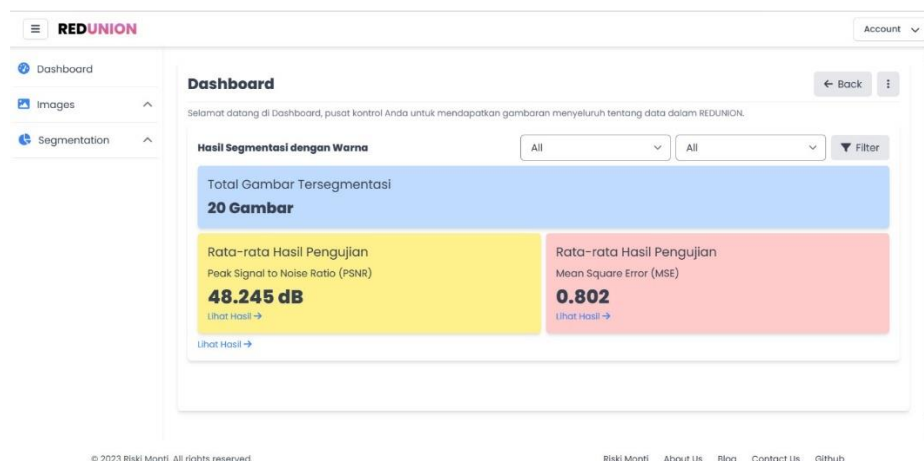 REDUNION
Account
Dashboard
Images
Segmentation
Dashboard
← Back
Selamat datang di Dashboard, pusat kontrol Anda untuk mendapatkan gambaran menyeluruh tentang data dalam REDUNION.
Hasil Segmentasi dengan Warna
All
All
Filter
Total Gambar Tersegmentasi
20 Gambar
Rata-rata Hasil Pengujian
Peak Signal to Noise Ratio (PSNR)
48.245 dB
Lihat Hasil →
Rata-rata Hasil Pengujian
Mean Square Error (MSE)
0.802
Lihat Hasil →
Lihat Hasil →
© 2023 Riski Monti. All rights reserved.
Riski Monti About Us Blog Contact Us Github